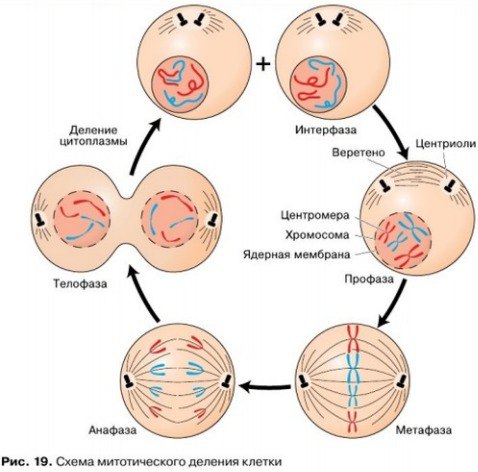 Деление
цитоплазмы
Интерфаза
Веретено
Центриоли
Центромера
Хромосома
Ядерная мембрана
Профаза
Телофаза
Анафаза
Метафаза
Рис. 19. Схема митотического деления клетки